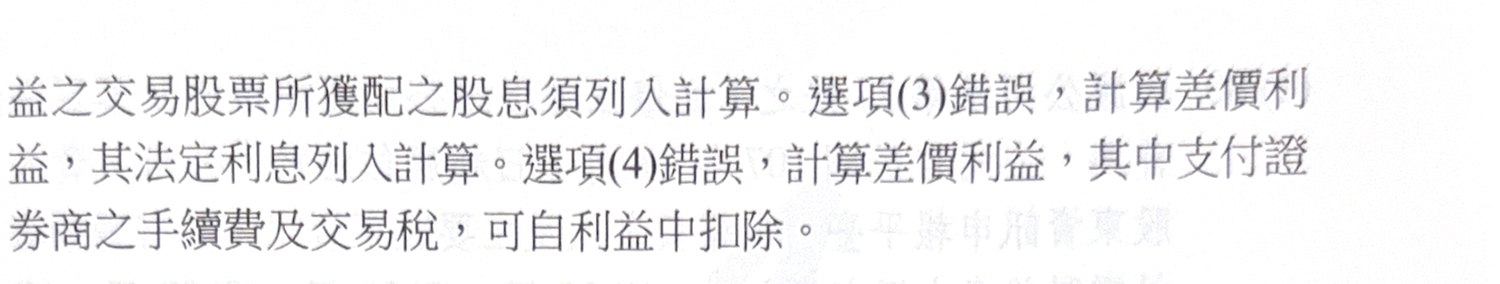 益之交易股票所獲配之股息須列入計算。選項(3)錯誤，計算差價利
益，其法定利息列入計算。選項(4)錯誤，計算差價利益，其中支付證
券商之手續費及交易稅，可自利益中扣除。